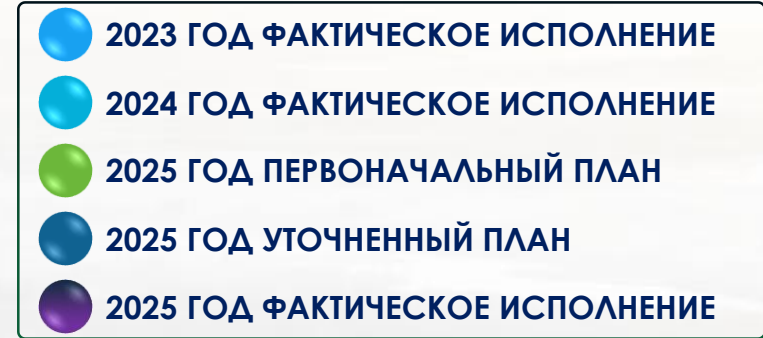 2023 ГОД ФАКТИЧЕСКОЕ ИСПОЛНЕНИЕ
2024 ГОД ФАКТИЧЕСКОЕ ИСПОЛНЕНИЕ
2025 ГОД ПЕРВОНАЧАЛЬНЫЙ ПЛАН
2025 ГОД УТОЧНЕННЫЙ ПЛАН
2025 ГОД ФАКТИЧЕСКОЕ ИСПОЛНЕНИЕ